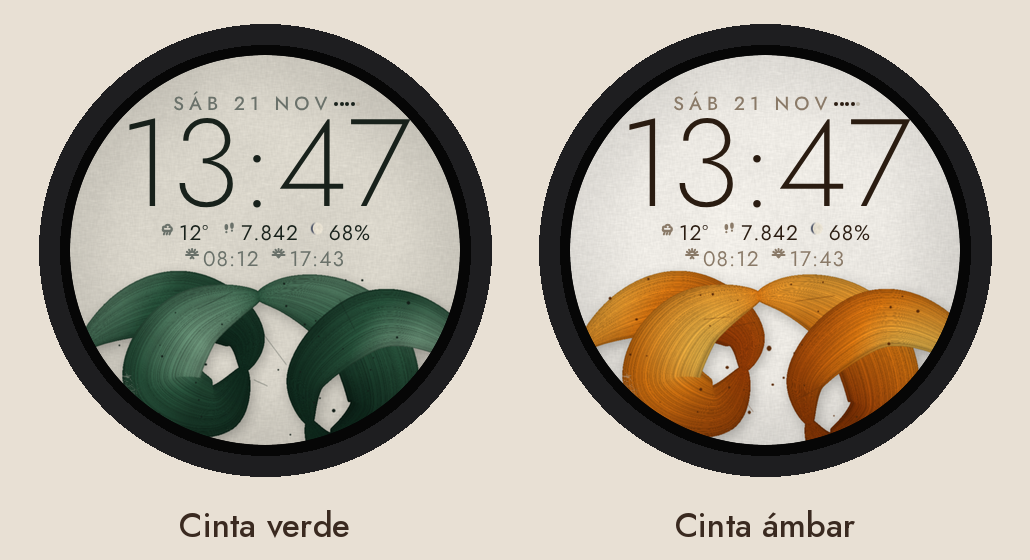 SÁB 21 NOV
13:47
12° 7.842 68%
08:12 17:43
SÁB 21 NOV
13:47
12° 7.842 68%
08:12 17:43
Cinta verde
Cinta ámbar